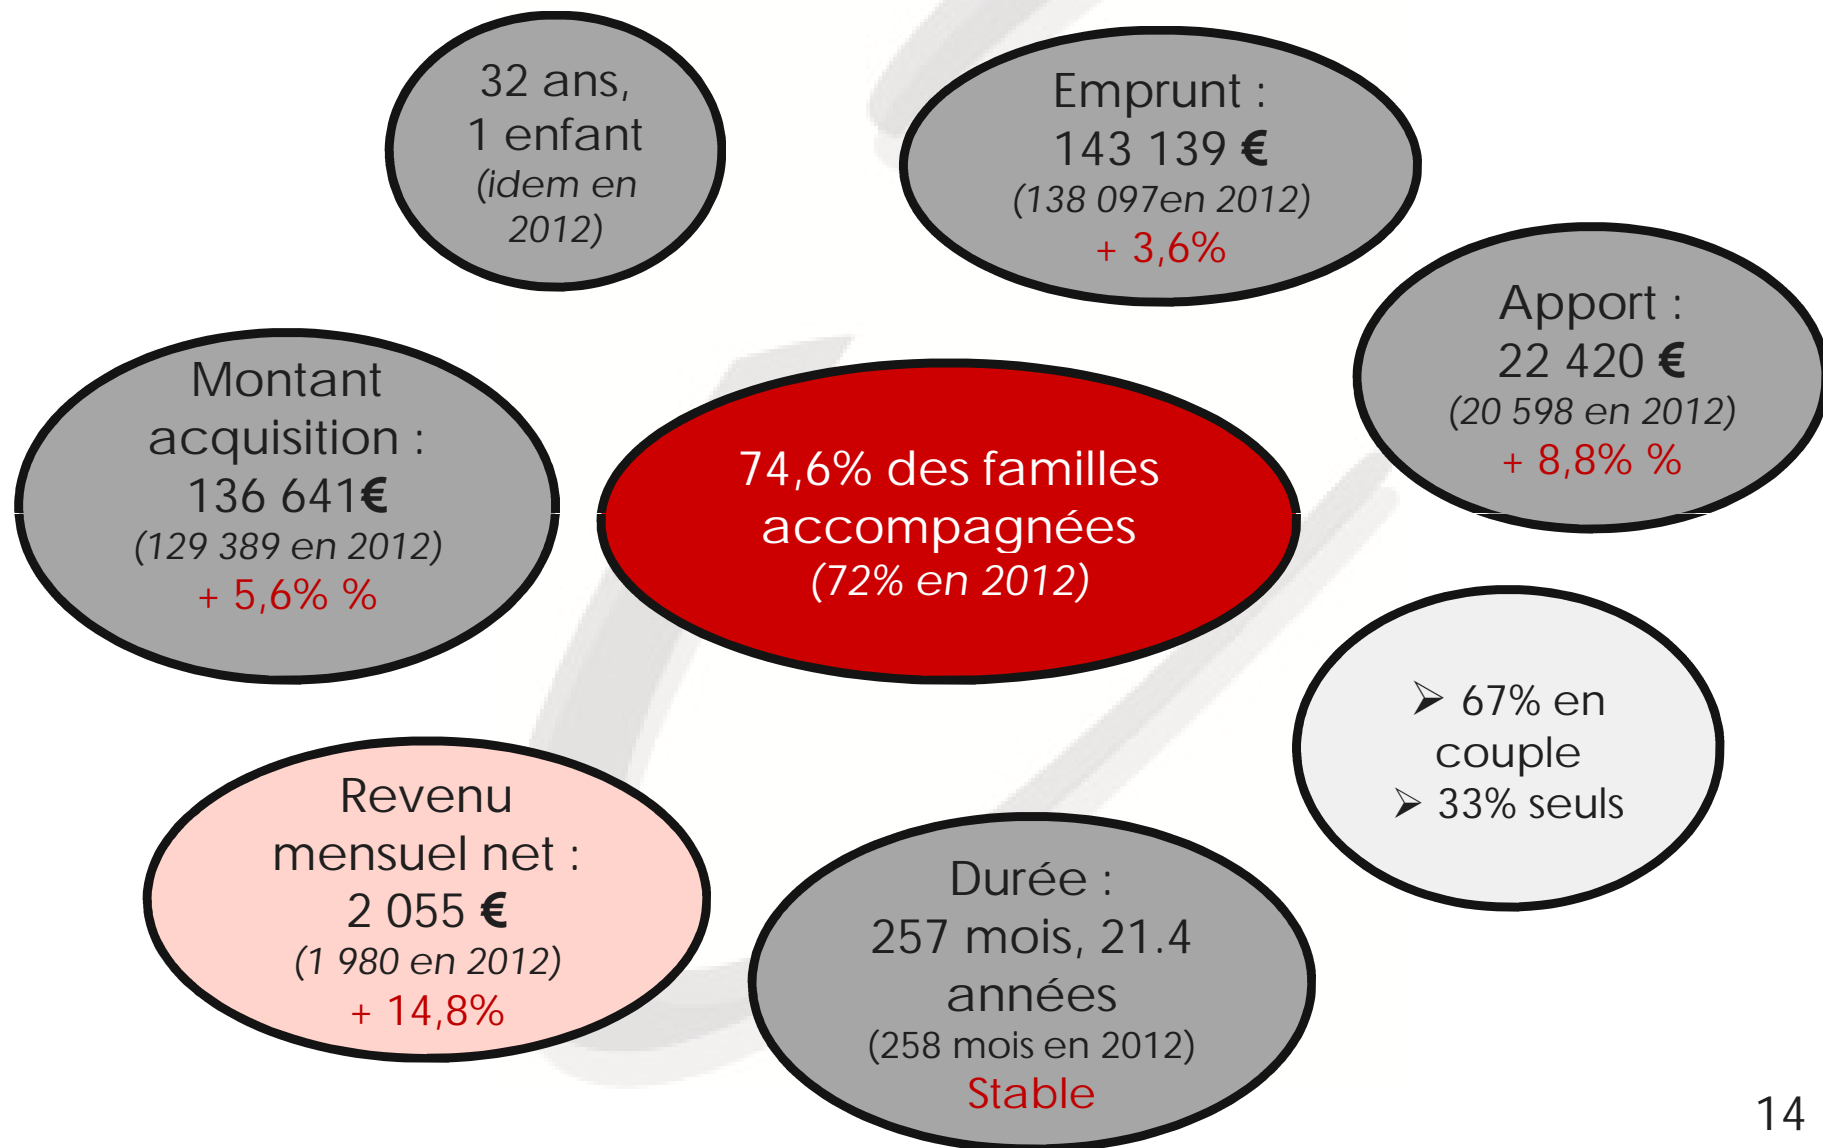 32 ans,
1 enfant
(idem en
2012)
Emprunt :
143 139 €
(138 097en 2012)
+ 3,6%
Apport :
22 420 €
(20 598 en 2012)
+ 8,8% %
Montant
acquisition :
136 641€
(129 389 en 2012)
+ 5,6% %
74,6% des familles
accompagnées
(72% en 2012)
➢ 67% en
couple
➢ 33% seuls
Revenu
mensuel net :
2 055 €
(1 980 en 2012)
+ 14,8%
Durée :
257 mois, 21.4
années
(258 mois en 2012)
Stable
14